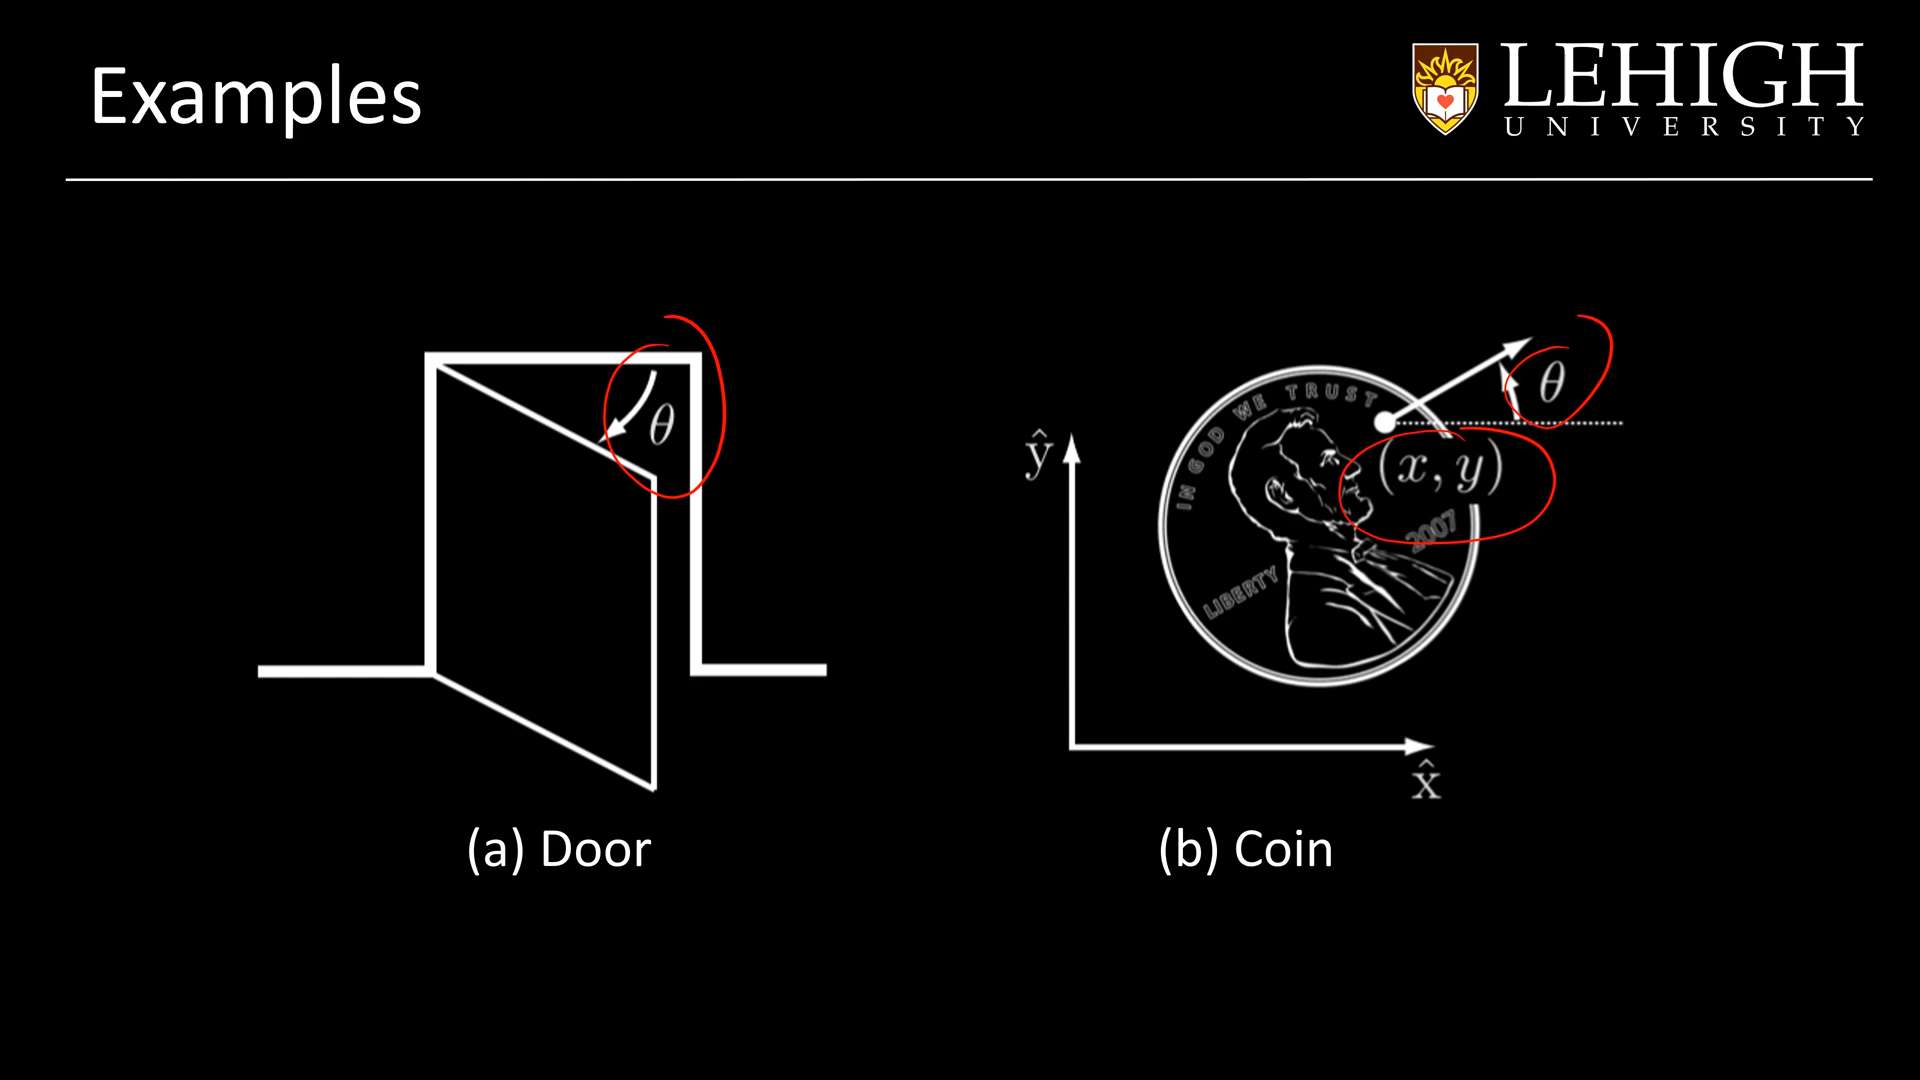 Examples
LEHIGH
UNIVERSITY
θ
θ
IN GOD WE TRUST
ŷ
(x, y)
2007
LIBERTY
x̂
(a) Door
(b) Coin